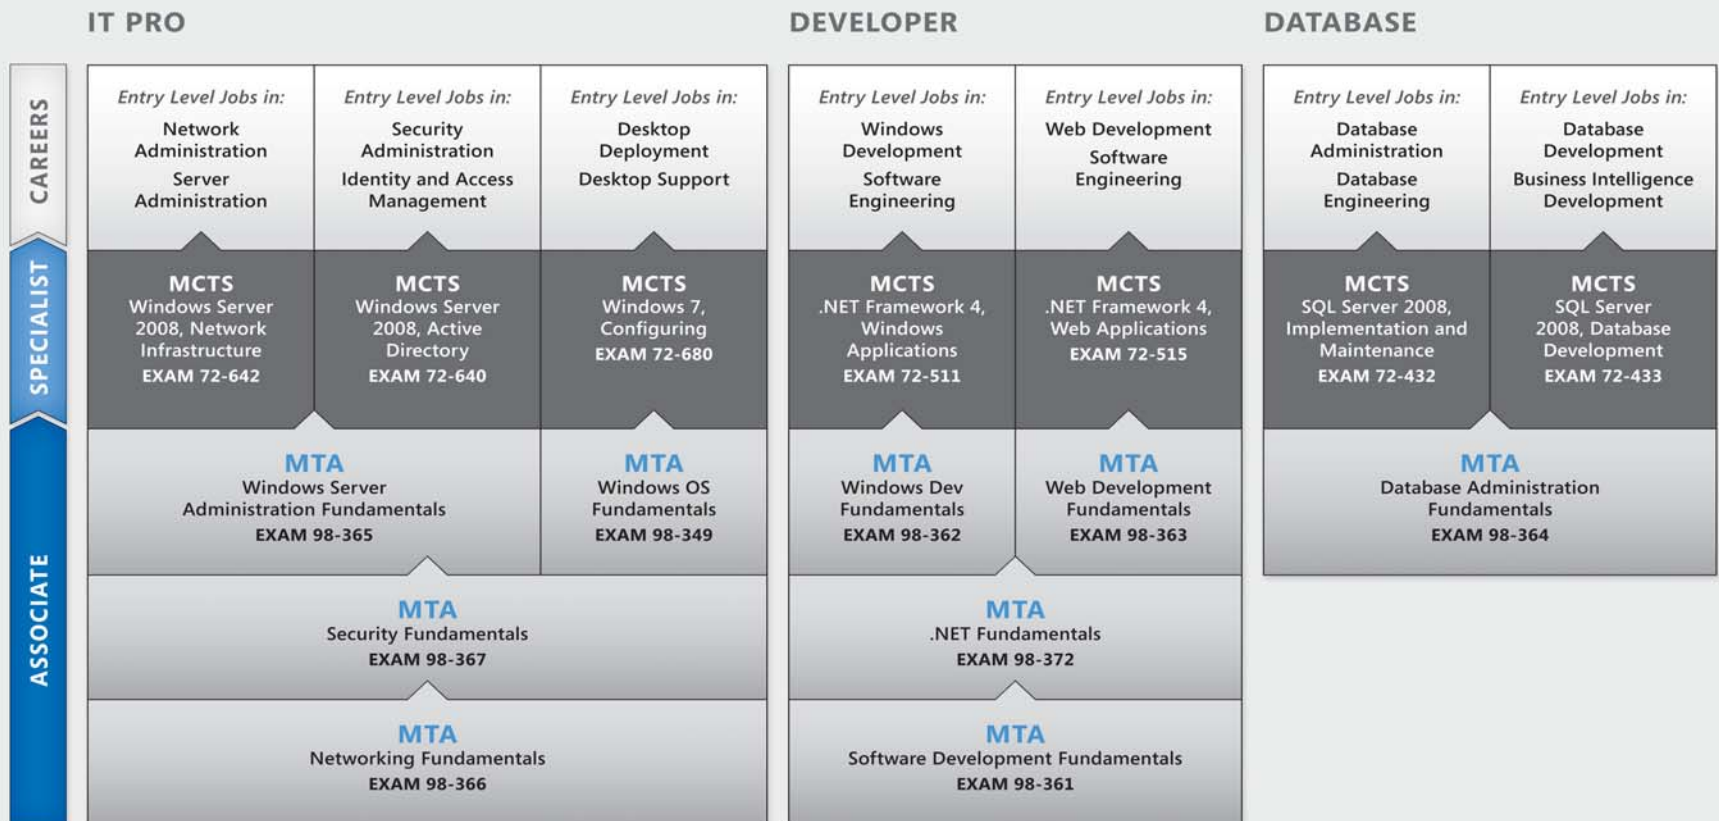 IT PRO
DEVELOPER
DATABASE
CAREERS
Entry Level Jobs in:
Network
Administration
Server
Administration
Entry Level Jobs in:
Security
Administration
Identity and Access
Management
Entry Level Jobs in:
Desktop
Deployment
Desktop Support
Entry Level Jobs in:
Windows
Development
Software
Engineering
Entry Level Jobs in:
Web Development
Software
Engineering
Entry Level Jobs in:
Database
Administration
Database
Engineering
Entry Level Jobs in:
Database
Development
Business Intelligence
Development
SPECIALIST
MCTS
Windows Server
2008, Network
Infrastructure
EXAM 72-642
MCTS
Windows Server
2008, Active
Directory
EXAM 72-640
MCTS
Windows 7,
Configuring
EXAM 72-680
MCTS
.NET Framework 4,
Windows
Applications
EXAM 72-511
MCTS
.NET Framework 4,
Web Applications
EXAM 72-515
MCTS
SQL Server 2008,
Implementation and
Maintenance
EXAM 72-432
MCTS
SQL Server
2008, Database
Development
EXAM 72-433
ASSOCIATE
MTA
Windows Server
Administration Fundamentals
EXAM 98-365
MTA
Windows OS
Fundamentals
EXAM 98-349
MTA
Windows Dev
Fundamentals
EXAM 98-362
MTA
Web Development
Fundamentals
EXAM 98-363
MTA
Database Administration
Fundamentals
EXAM 98-364
MTA
Security Fundamentals
EXAM 98-367
MTA
.NET Fundamentals
EXAM 98-372
MTA
Networking Fundamentals
EXAM 98-366
MTA
Software Development Fundamentals
EXAM 98-361